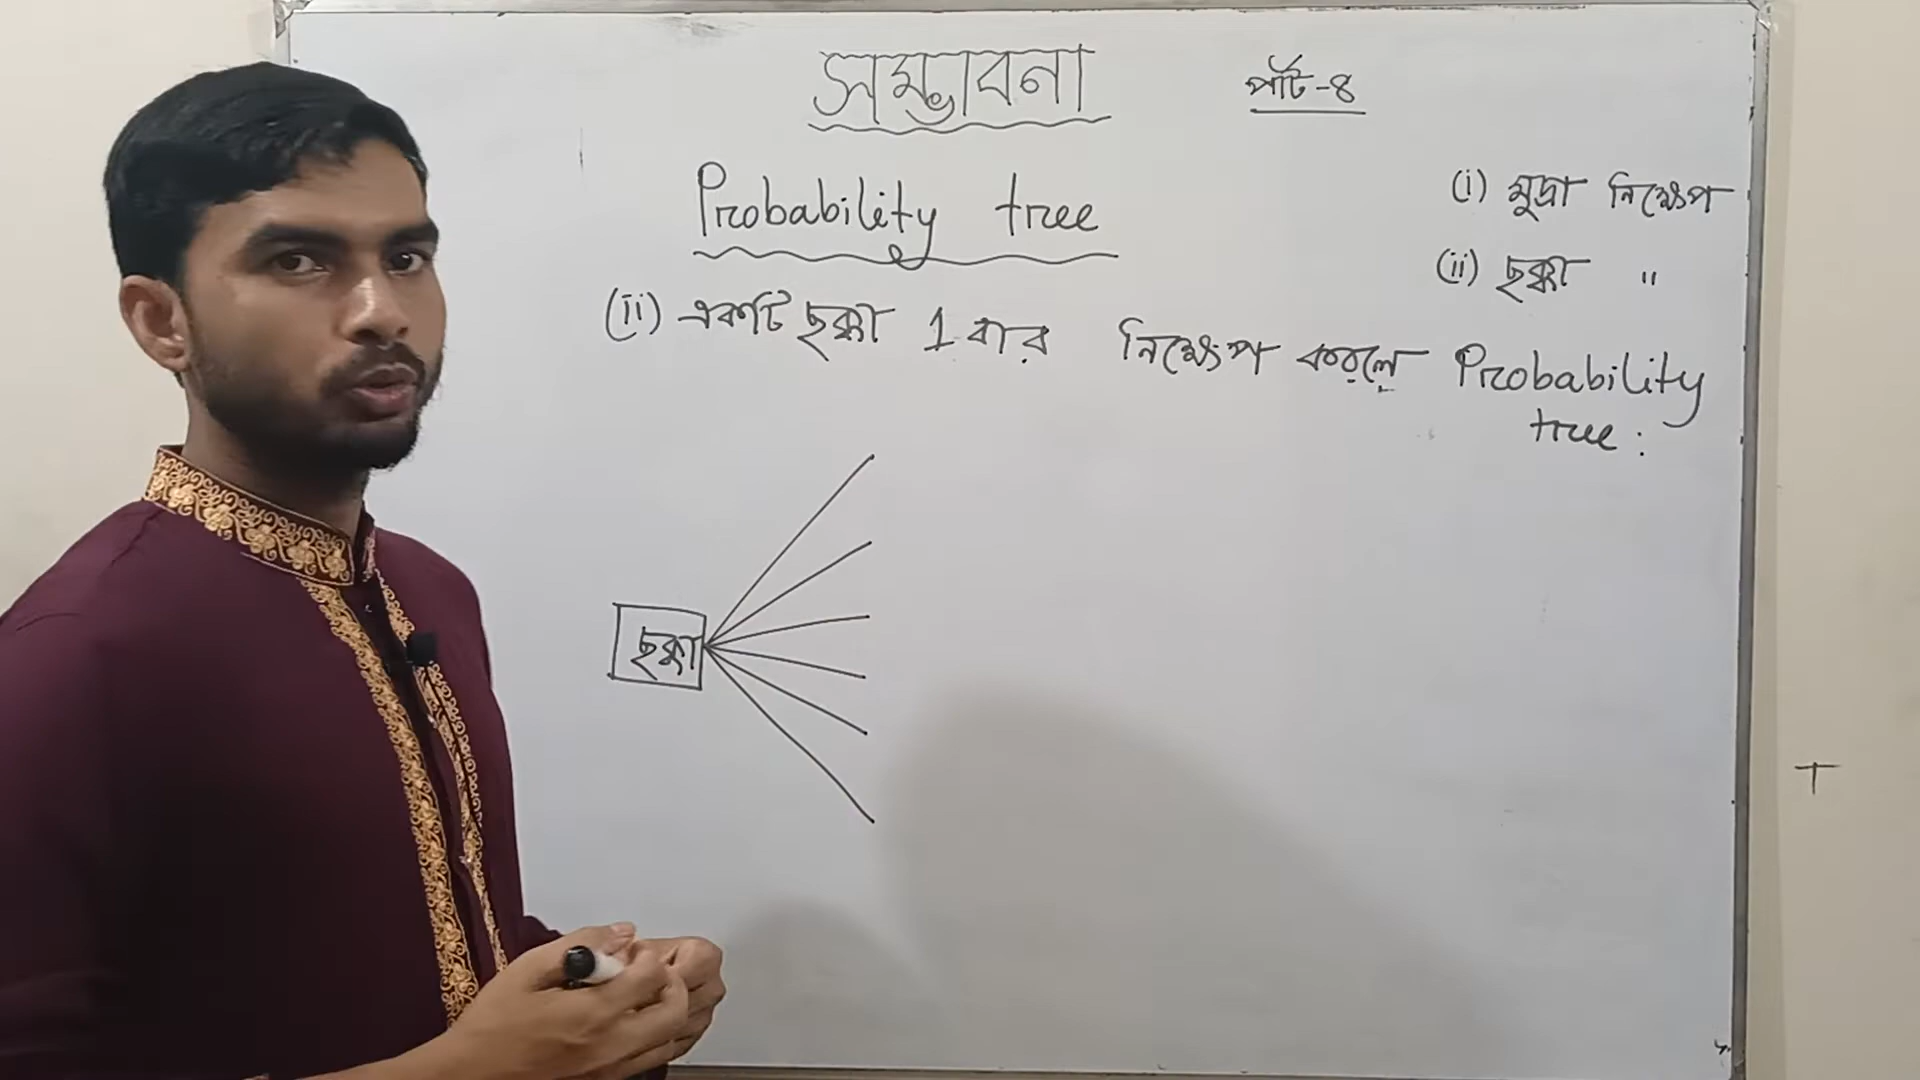 সম্ভাবনা
পার্ট-৪
Probability tree
(i) মুদ্রা নিক্ষেপ
(ii) ছক্কা "
(ii) একটি ছক্কা 1 বার নিক্ষেপ করলে Probability
tree:
ছক্কা